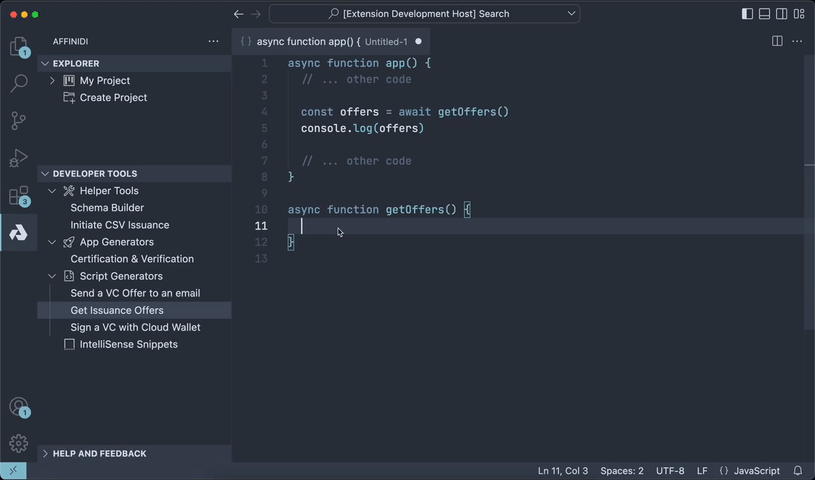 [Extension Development Host] Search
AFFINIDI
async function app() { Untitled-1
EXPLORER
My Project
Create Project
DEVELOPER TOOLS
Helper Tools
Schema Builder
Initiate CSV Issuance
App Generators
Certification & Verification
Script Generators
Send a VC Offer to an email
Get Issuance Offers
Sign a VC with Cloud Wallet
IntelliSense Snippets
HELP AND FEEDBACK
1
3
1
1 async function app() {
2 // ... other code
3
4 const offers = await getOffers()
5 console.log(offers)
6
7 // ... other code
8 }
9
10 async function getOffers() {
11
12 }
13
Ln 11, Col 3 Spaces: 2 UTF-8 LF {} JavaScript